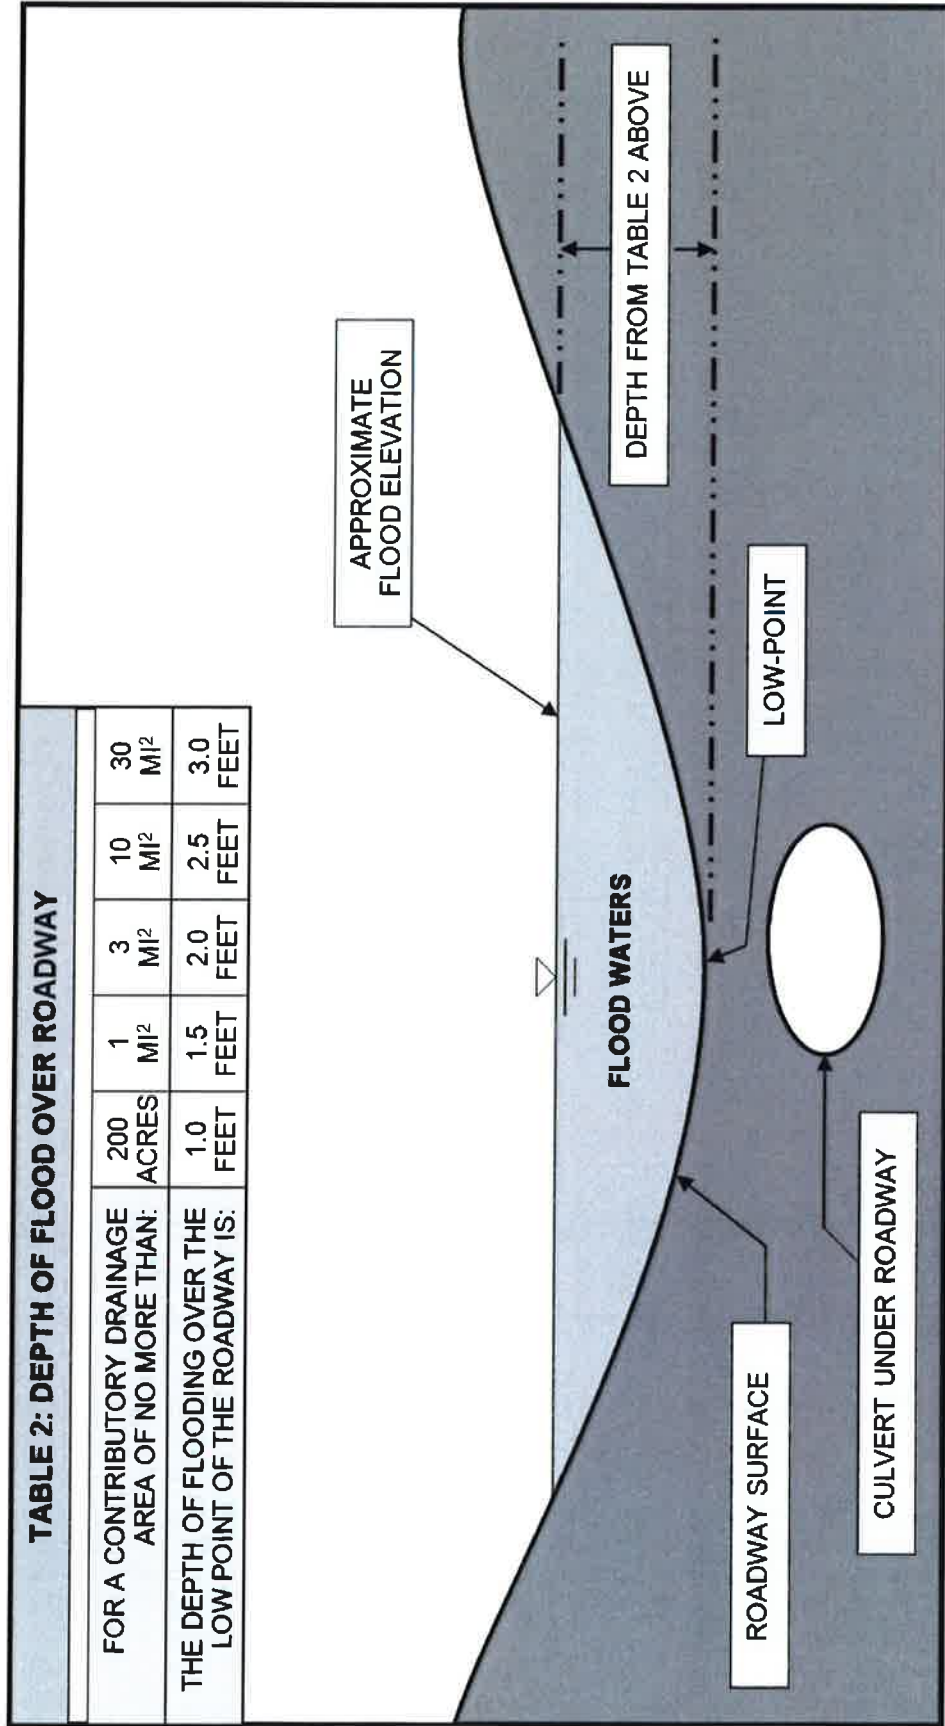 TABLE 2: DEPTH OF FLOOD OVER ROADWAY
FOR A CONTRIBUTORY DRAINAGE
AREA OF NO MORE THAN:
200
ACRES
1
MI²
3
MI²
10
MI²
30
MI²
THE DEPTH OF FLOODING OVER THE
LOW POINT OF THE ROADWAY IS:
1.0
FEET
1.5
FEET
2.0
FEET
2.5
FEET
3.0
FEET
APPROXIMATE
FLOOD ELEVATION
FLOOD WATERS
DEPTH FROM TABLE 2 ABOVE
ROADWAY SURFACE
LOW-POINT
CULVERT UNDER ROADWAY